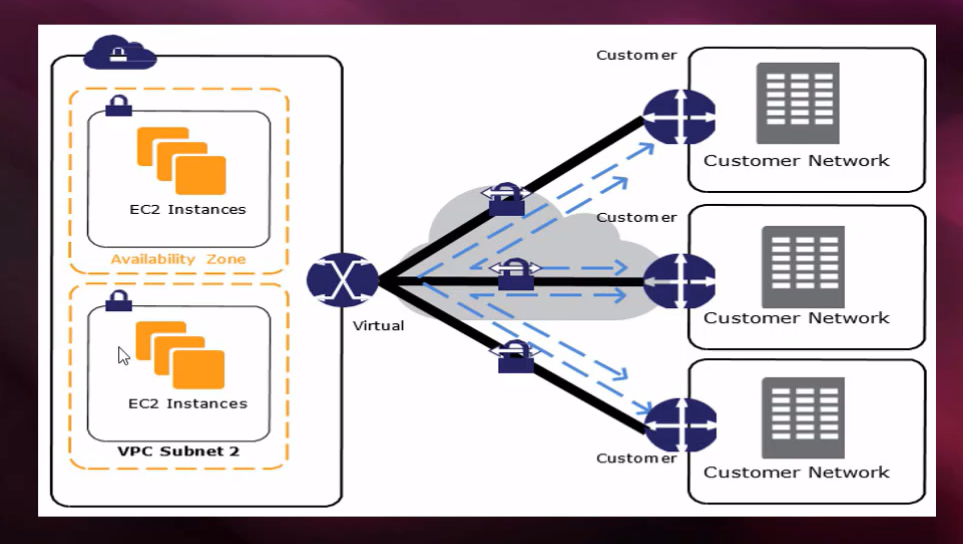 EC2 Instances
Availability Zone
EC2 Instances
VPC Subnet 2
Virtual
Customer
Customer Network
Customer
Customer Network
Customer
Customer Network